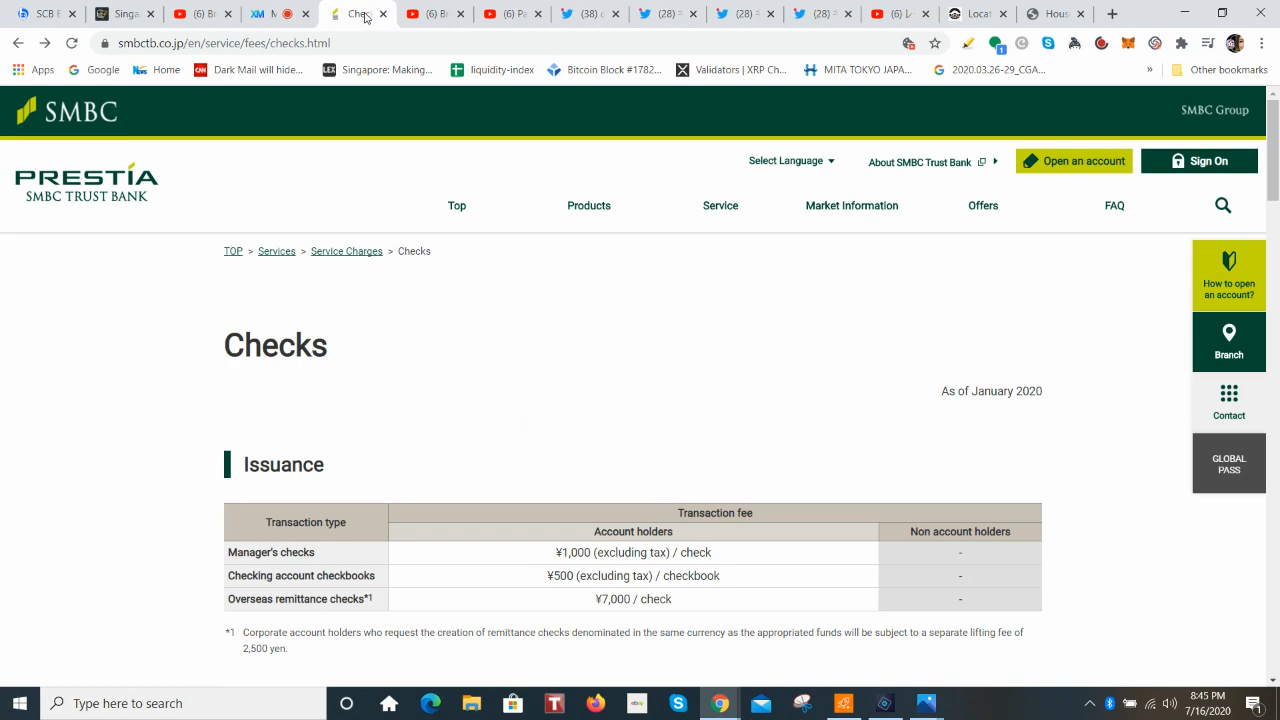 SCB E
Singa
(6) B
XM
Chec
(6) Br
(6) Pa
(38) c
(28) #
(28) #
(28) #
(6) L
Locat
Hous
smbctb.co.jp/en/service/fees/checks.html
1
Apps
Google
Home
Dark Mail will hide...
Singapore: Making...
liquidity-index
Bitcoin Block #1782...
Validators | XRP Ch...
MITA TOKYO JAPA...
2020.03.26-29_CGA...
»
Other bookmarks
SMBC
SMBC Group
PRESTÍA
SMBC TRUST BANK
Select Language
About SMBC Trust Bank
Open an account
Sign On
Top
Products
Service
Market Information
Offers
FAQ
TOP > Services > Service Charges > Checks
How to open
an account?
Branch
Contact
GLOBAL
PASS
Checks
As of January 2020
Issuance
Transaction type
Transaction fee
Account holders
Non account holders
Manager's checks
¥1,000 (excluding tax) / check
-
Checking account checkbooks
¥500 (excluding tax) / checkbook
-
Overseas remittance checks*1
¥7,000 / check
-
*1 Corporate account holders who request the creation of remittance checks denominated in the same currency as the appropriated funds will be subject to a separate lifting fee of
2,500 yen.
Type here to search
8:45 PM
7/16/2020